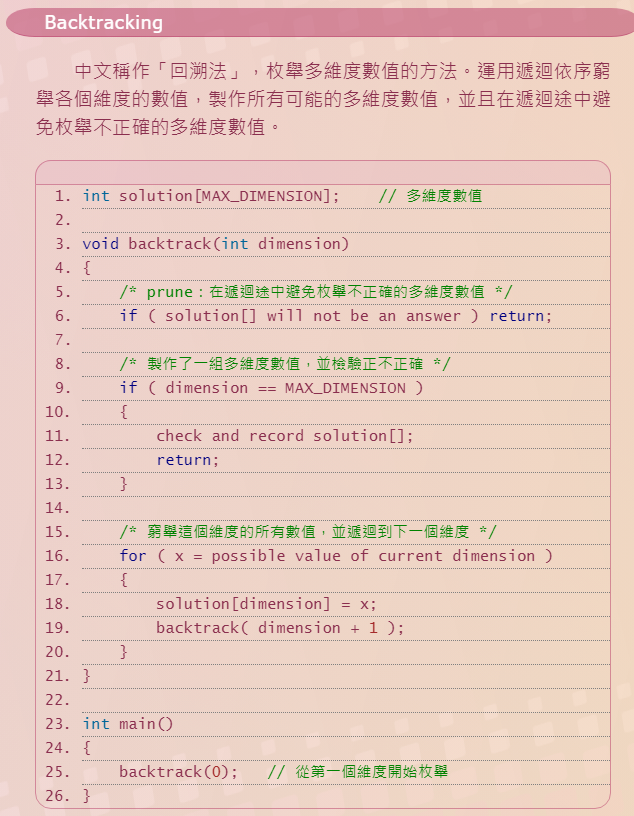 Backtracking
中文稱作「回溯法」，枚舉多維度數值的方法。運用遞迴依序窮
舉各個維度的數值，製作所有可能的多維度數值，並且在遞迴途中避
免枚舉不正確的多維度數值。
1. int solution[MAX_DIMENSION];    // 多維度數值
2.
3. void backtrack(int dimension)
4. {
5.     /* prune：在遞迴途中避免枚舉不正確的多維度數值 */
6.     if ( solution[] will not be an answer ) return;
7.
8.     /* 製作了一組多維度數值，並檢驗正不正確 */
9.     if ( dimension == MAX_DIMENSION )
10.     {
11.         check and record solution[];
12.         return;
13.     }
14.
15.     /* 窮舉這個維度的所有數值，並遞迴到下一個維度 */
16.     for ( x = possible value of current dimension )
17.     {
18.         solution[dimension] = x;
19.         backtrack( dimension + 1 );
20.     }
21. }
22.
23. int main()
24. {
25.     backtrack(0);   // 從第一個維度開始枚舉
26. }